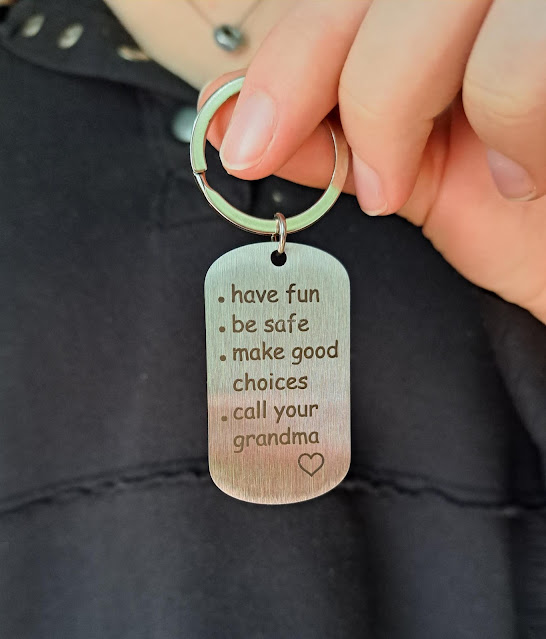 • have fun
• be safe
• make good
choices
• call your
grandma